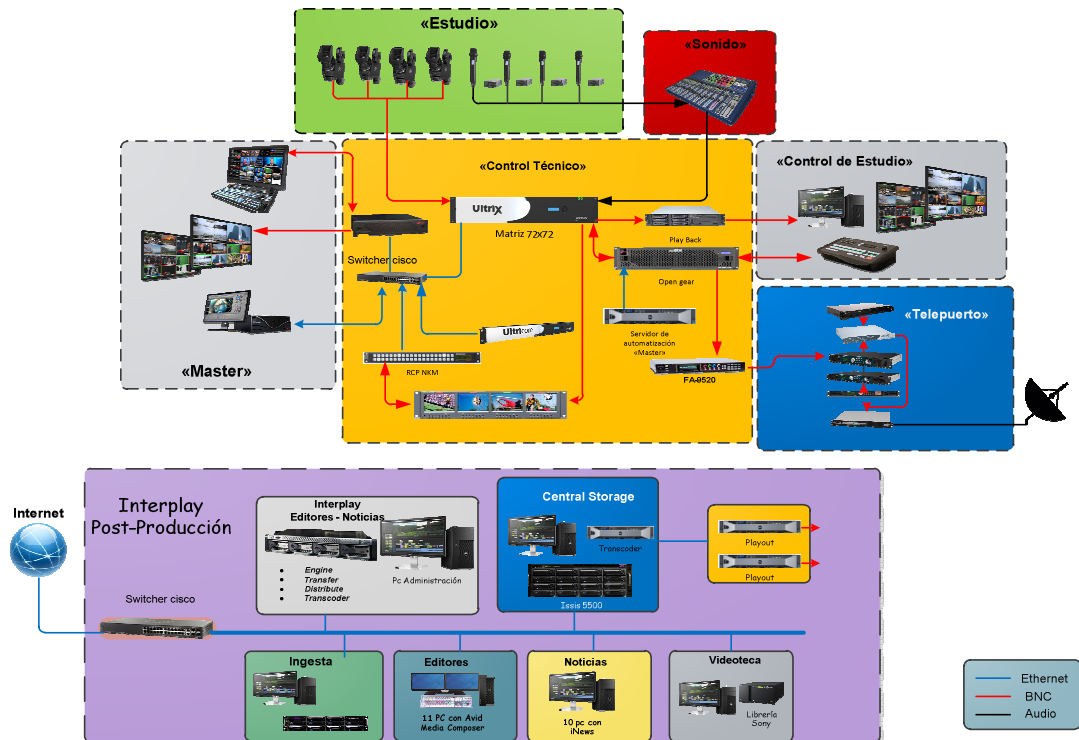 «Estudio»
«Sonido»
«Control Técnico»
«Control de Estudio»
Ultrix
Matriz 72x72
Play Back
Switcher cisco
Open gear
«Telepuerto»
Ultricore
Servidor de
automatización
«Master»
RCP NKM
FA-9520
«Master»
Interplay
Post-Producción
Internet
Switcher cisco
Interplay
Editores - Noticias
Pc Administración
• Engine
• Transfer
• Distribute
• Transcoder
Central Storage
Transcoder
Issis 5500
Playout
Playout
Ingesta
Editores
11 PC con Avid
Media Composer
Noticias
10 pc con
iNews
Videoteca
Librería
Sony
Ethernet
BNC
Audio